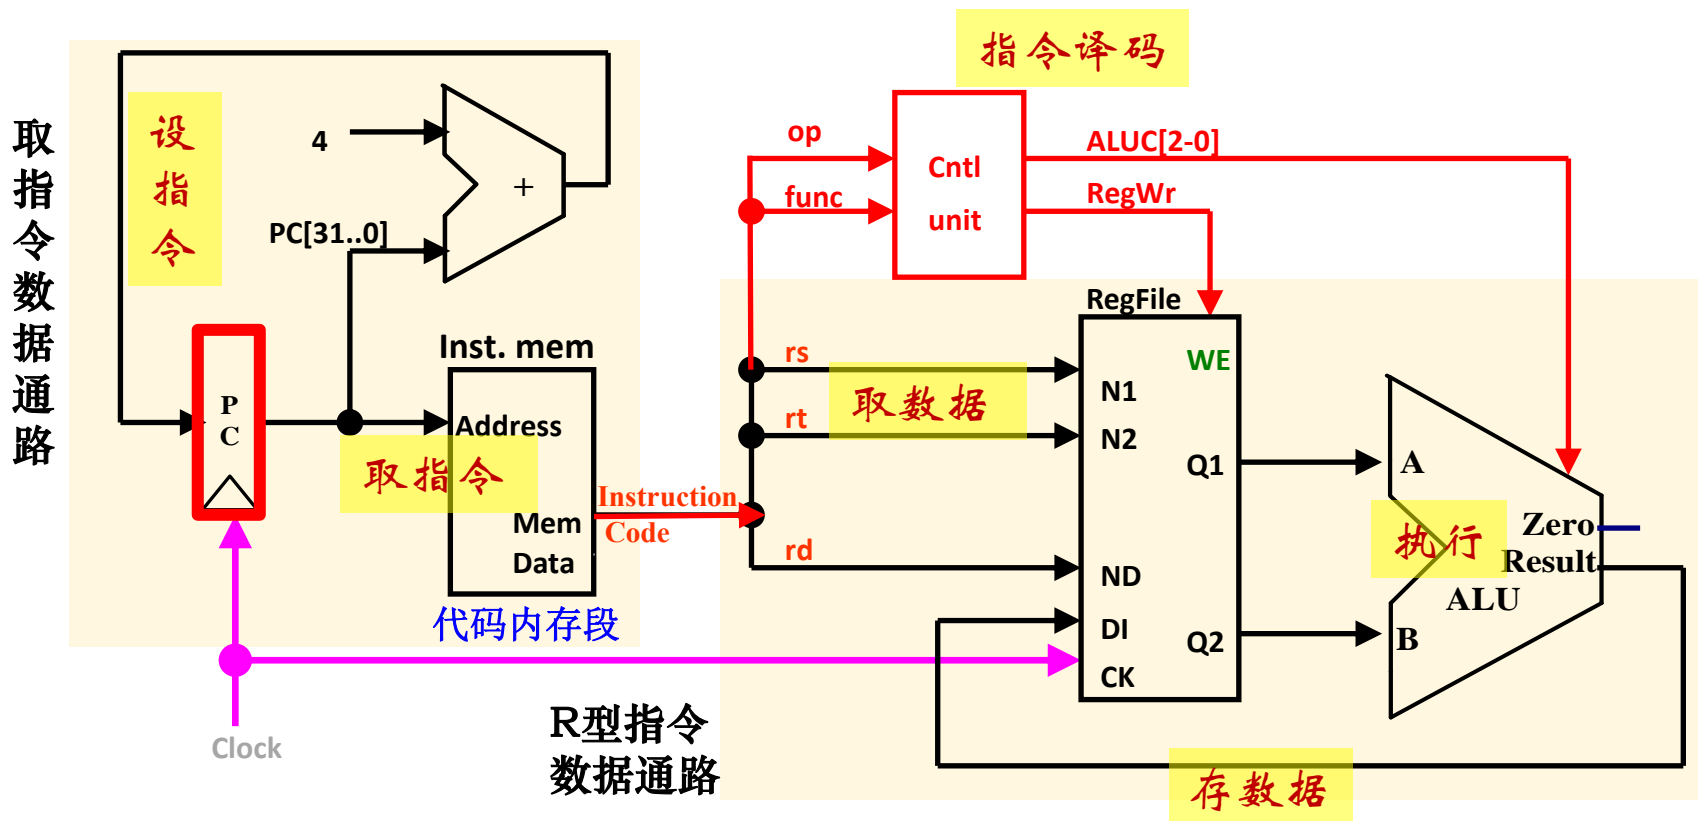 取指令数据通路
设指令
4
+
PC[31..0]
PC
Inst. mem
Address
取指令
Mem
Data
Instruction
Code
代码内存段
Clock
R型指令
数据通路
指令译码
op
func
Cntl
unit
ALUC[2-0]
RegWr
RegFile
rs
rt
rd
取数据
WE
N1
N2
Q1
ND
DI
Q2
CK
A
B
执行
Zero
Result
ALU
存数据